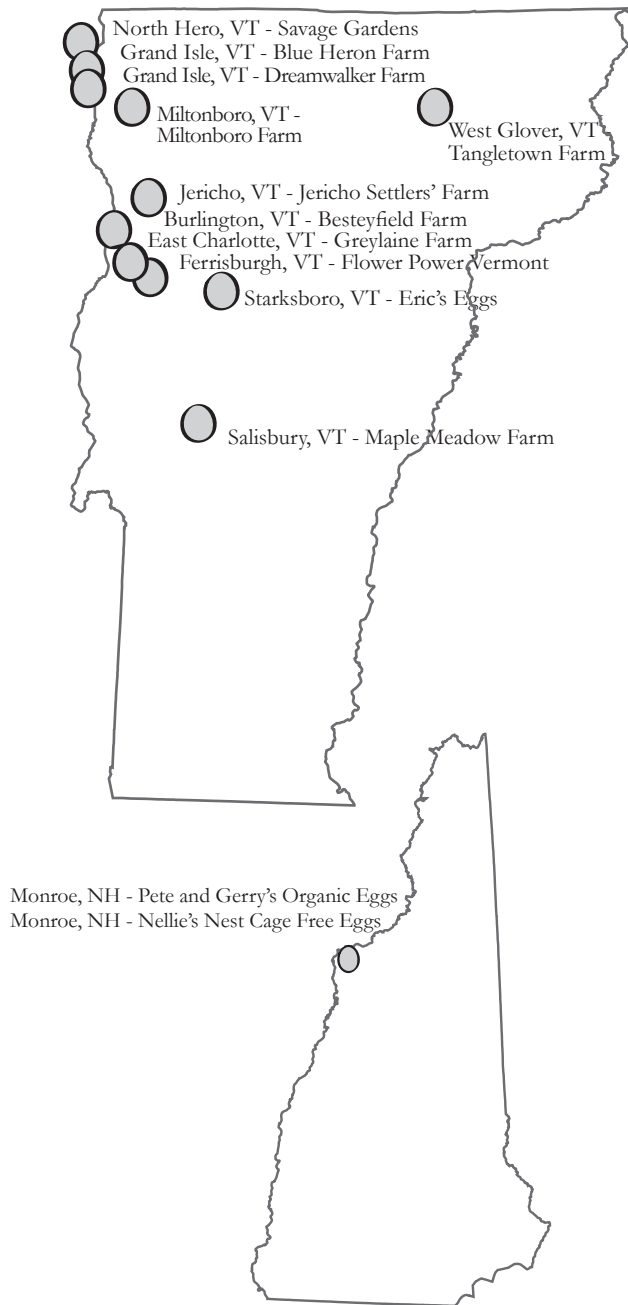 North Hero, VT - Savage Gardens
Grand Isle, VT - Blue Heron Farm
Grand Isle, VT - Dreamwalker Farm
Miltonboro, VT -
Miltonboro Farm
West Glover, VT
Tangletown Farm
Jericho, VT - Jericho Settlers' Farm
Burlington, VT - Besteyfield Farm
East Charlotte, VT - Greylaine Farm
Ferrisburgh, VT - Flower Power Vermont
Starksboro, VT - Eric's Eggs
Salisbury, VT - Maple Meadow Farm
Monroe, NH - Pete and Gerry's Organic Eggs
Monroe, NH - Nellie's Nest Cage Free Eggs